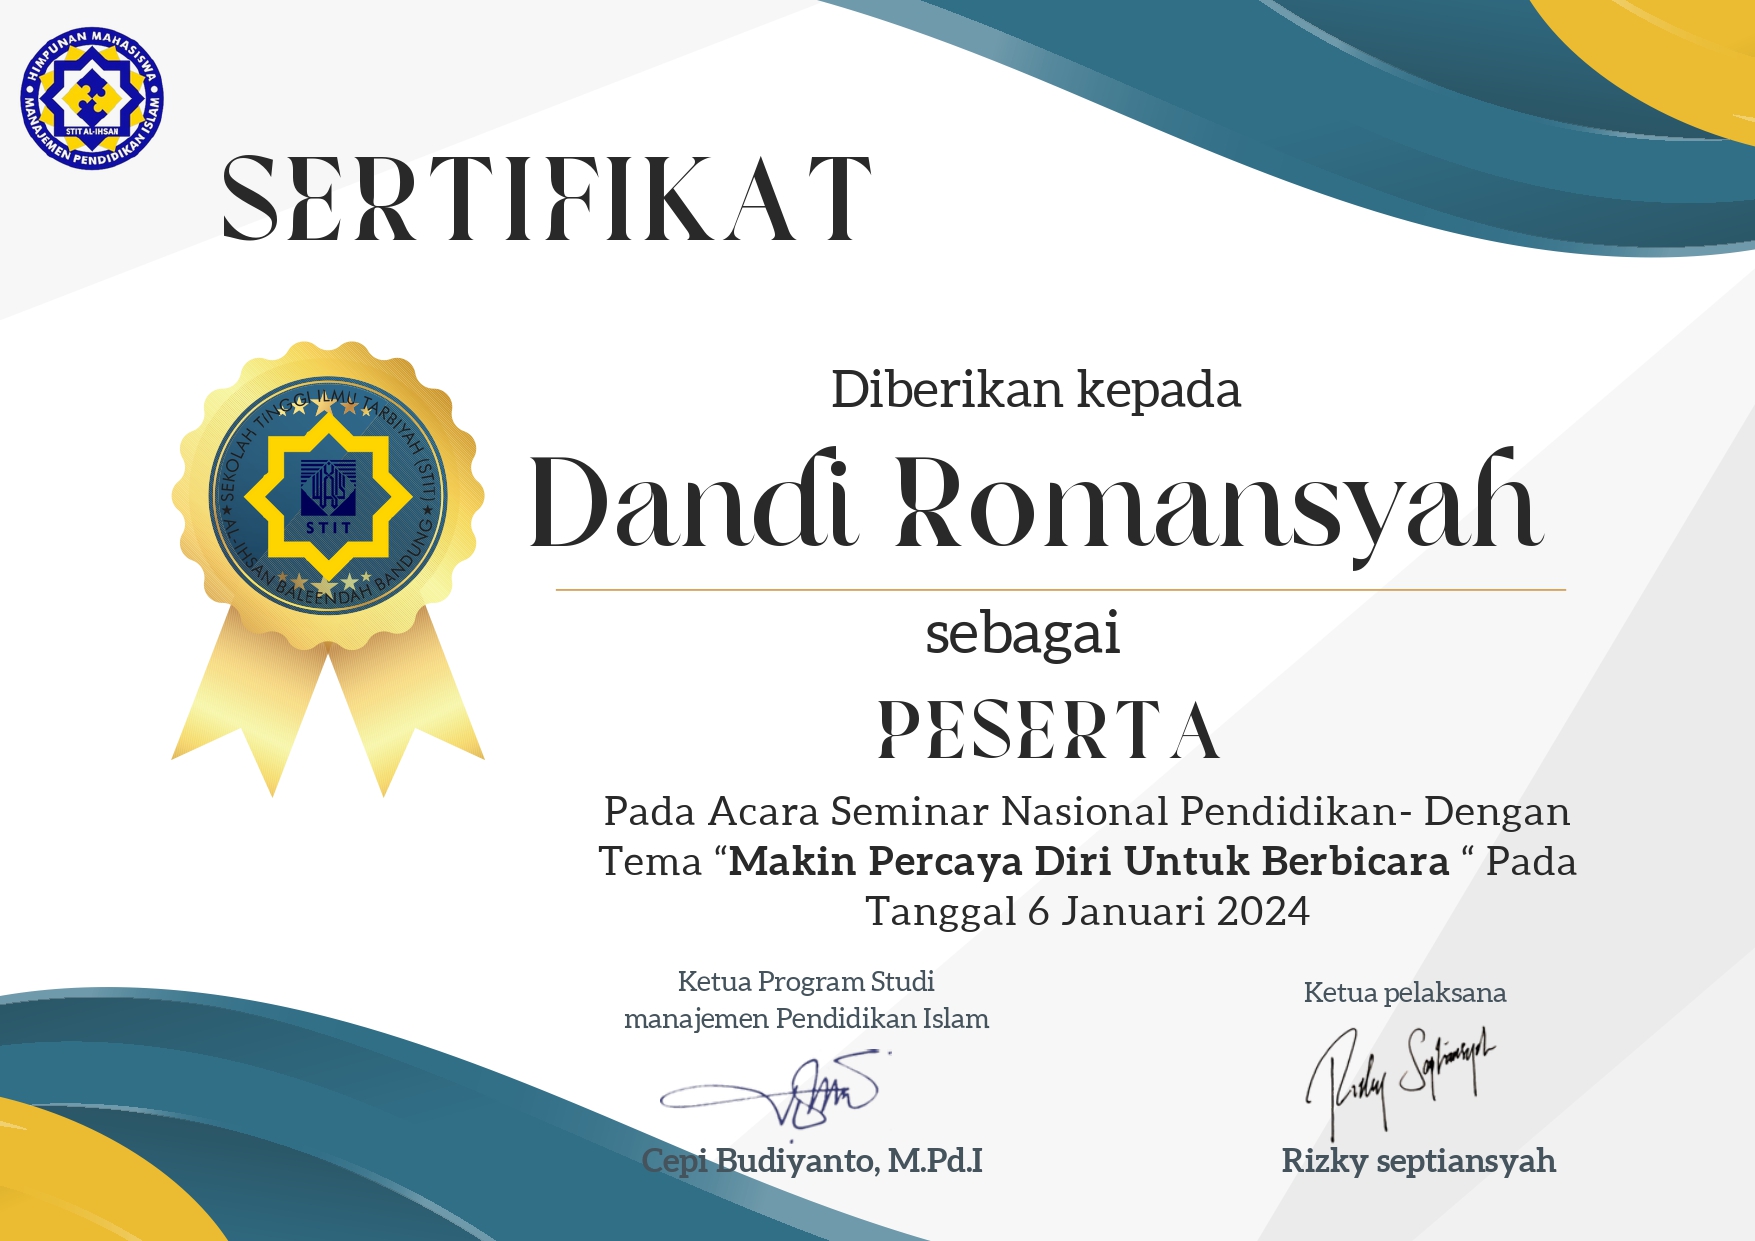 HIMPUNAN MAHASISWA
MANAJEMEN PENDIDIKAN ISLAM
STIT AL-IHSAN
SERTIFIKAT
SEKOLAH TINGGI ILMU TARBIYAH (STIT)
AL-IHSAN BALEENDAH BANDUNG
STIT
Diberikan kepada
Dandi Romansyah
sebagai
PESERTA
Pada Acara Seminar Nasional Pendidikan- Dengan
Tema “Makin Percaya Diri Untuk Berbicara “ Pada
Tanggal 6 Januari 2024
Ketua Program Studi
manajemen Pendidikan Islam
Ketua pelaksana
Rizky Septiansyah
Cepi Budiyanto, M.Pd.I
Rizky septiansyah